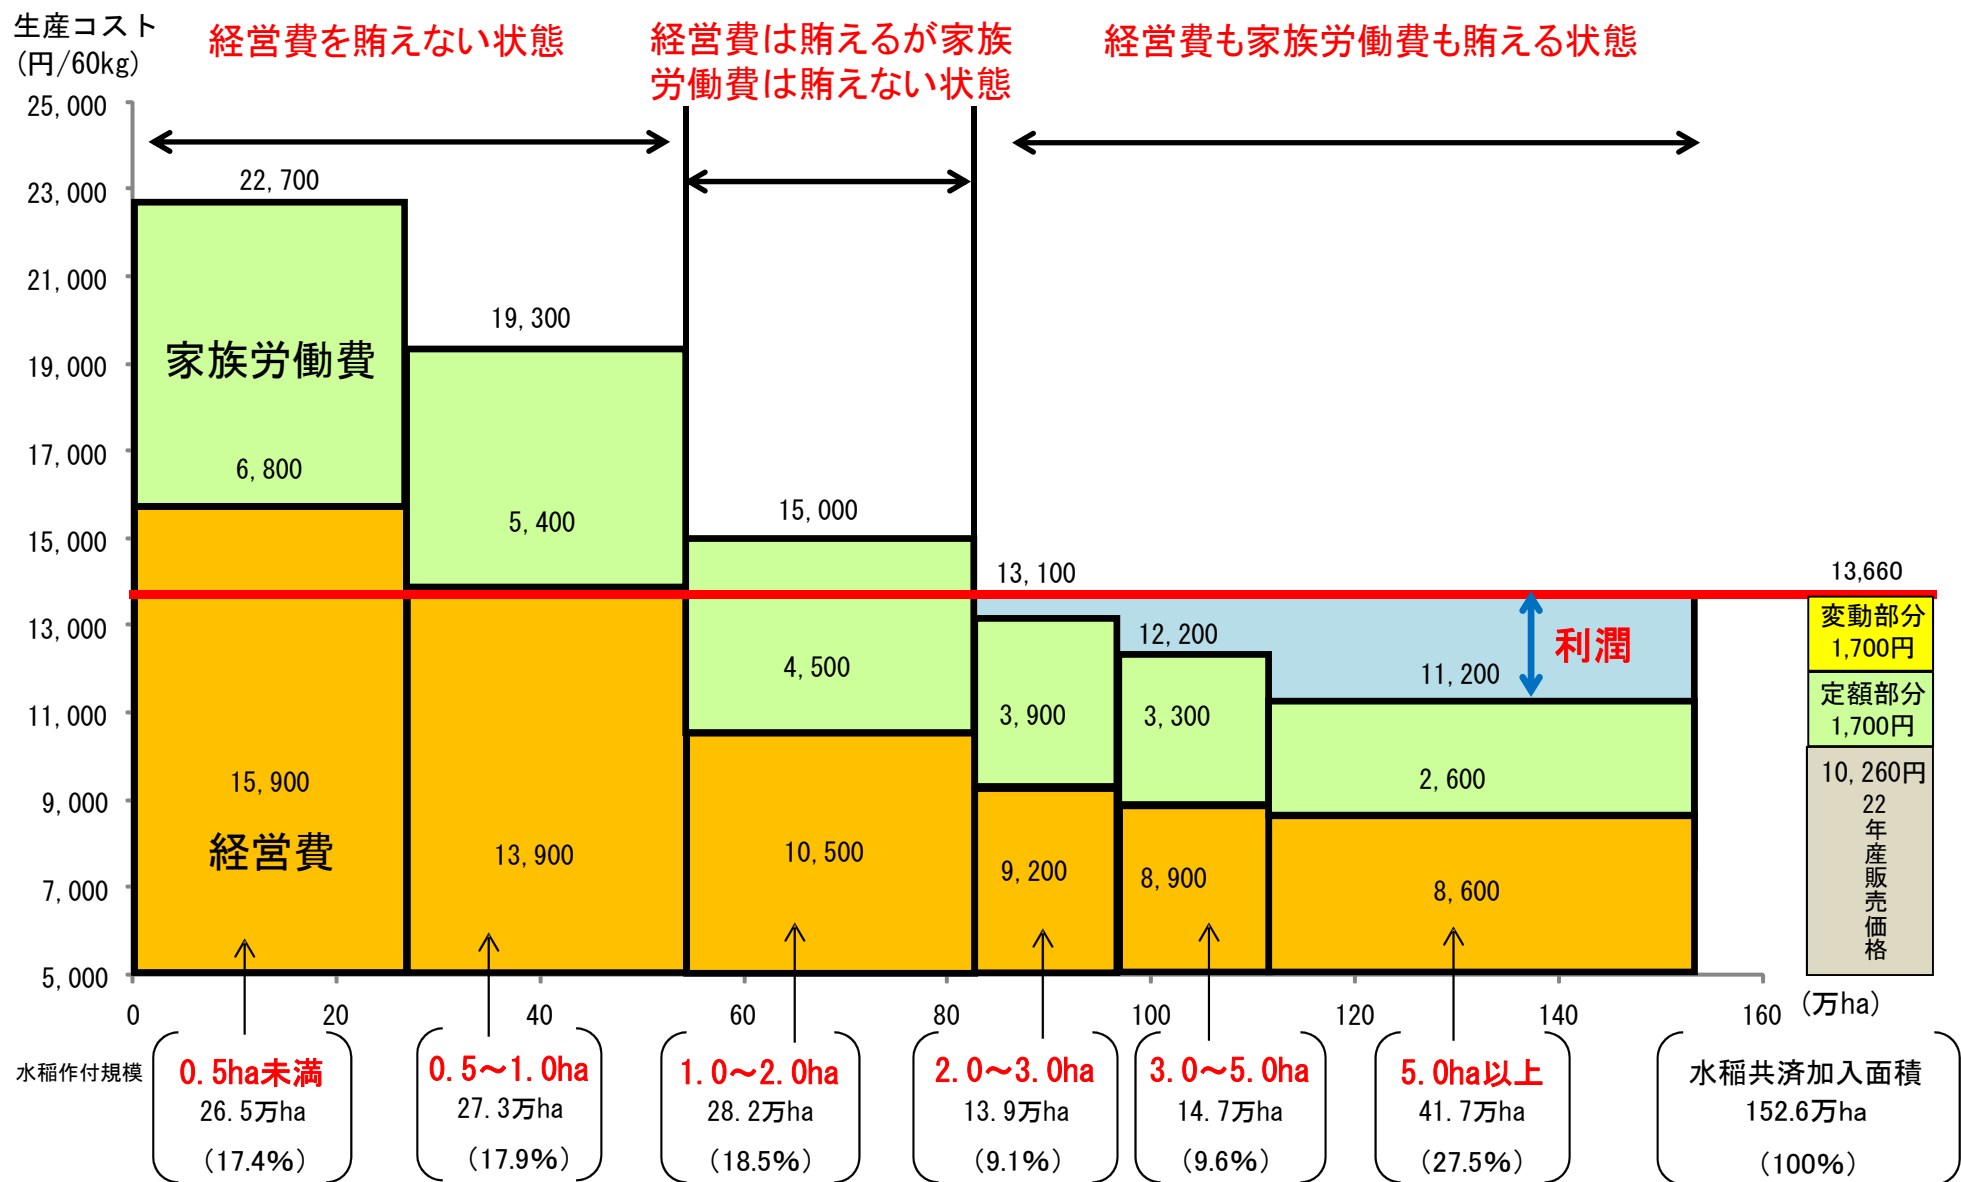 生産コスト
(円/60kg)
経営費を賄えない状態
経営費は賄えるが家族
労働費は賄えない状態
経営費も家族労働費も賄える状態
25,000
23,000
21,000
19,000
17,000
15,000
13,000
11,000
9,000
7,000
5,000
22,700
家族労働費
6,800
15,900
経営費
19,300
5,400
13,900
15,000
4,500
10,500
13,100
3,900
9,200
12,200
3,300
8,900
11,200
2,600
8,600
利潤
13,660
変動部分
1,700円
定額部分
1,700円
10,260円
22年産販売価格
0
20
40
60
80
100
120
140
160
(万ha)
水稲作付規模
0.5ha未満
26.5万ha
(17.4%)
0.5～1.0ha
27.3万ha
(17.9%)
1.0～2.0ha
28.2万ha
(18.5%)
2.0～3.0ha
13.9万ha
(9.1%)
3.0～5.0ha
14.7万ha
(9.6%)
5.0ha以上
41.7万ha
(27.5%)
水稲共済加入面積
152.6万ha
(100%)